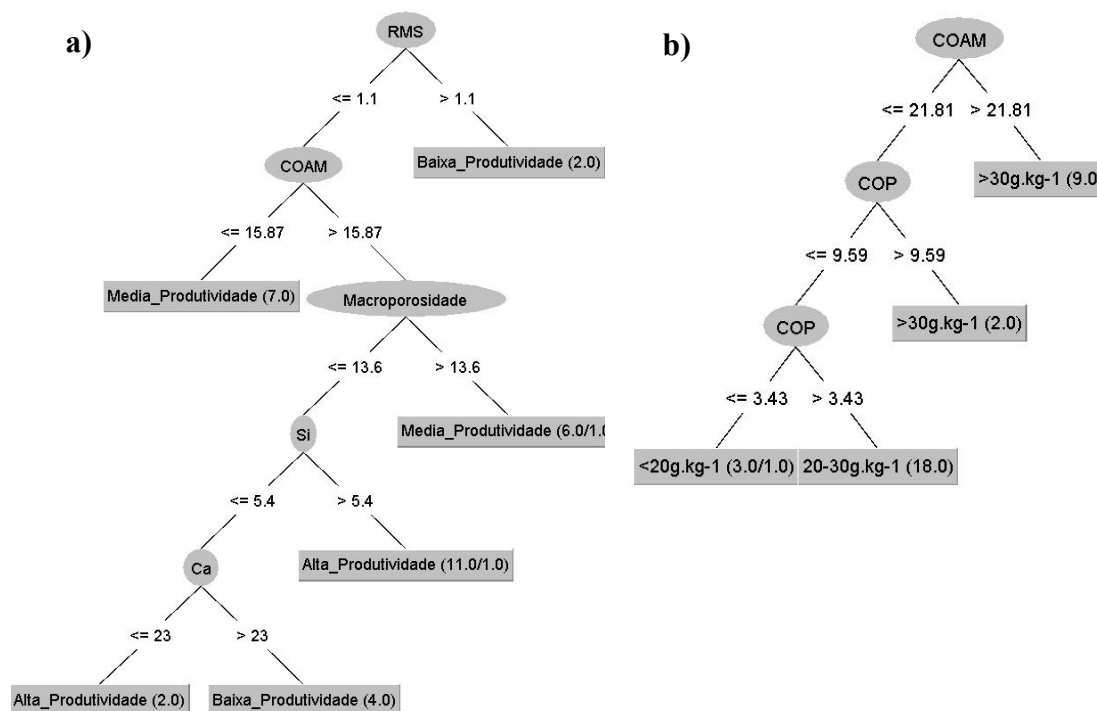 a)
RMS
<= 1.1
> 1.1
COAM
Baixa_Produtividade (2.0)
<= 15.87
> 15.87
Media_Produtividade (7.0)
Macroporosidade
<= 13.6
> 13.6
Si
Media_Produtividade (6.0/1.0
<= 5.4
> 5.4
Ca
Alta_Produtividade (11.0/1.0)
<= 23
> 23
Alta_Produtividade (2.0)
Baixa_Produtividade (4.0)
b)
COAM
<= 21.81
> 21.81
COP
>30g.kg-1 (9.0
<= 9.59
> 9.59
COP
>30g.kg-1 (2.0)
<= 3.43
> 3.43
<20g.kg-1 (3.0/1.0)
20-30g.kg-1 (18.0)